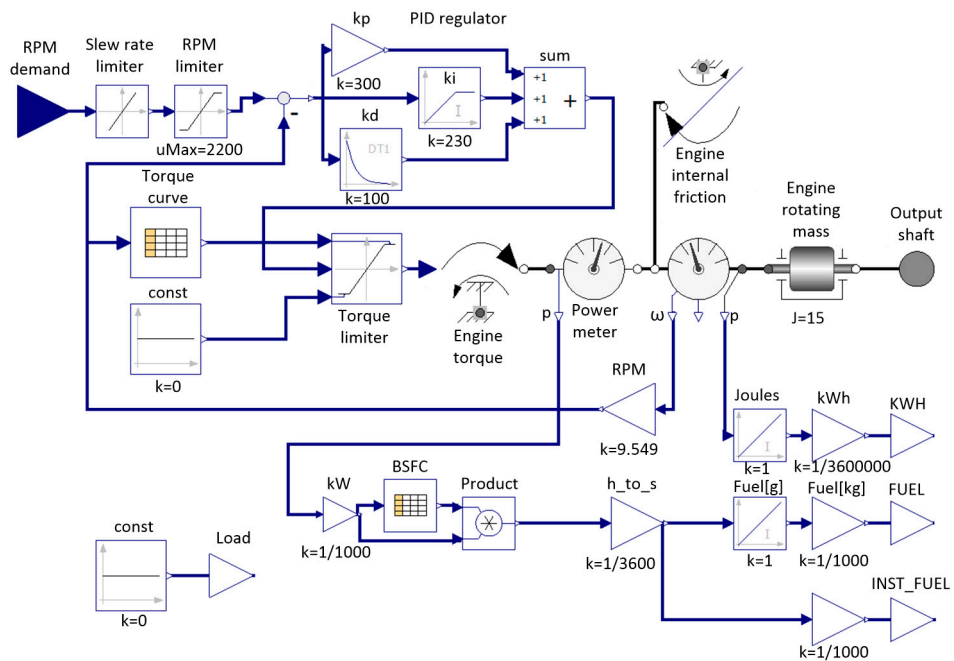 kp
PID regulator
RPM
demand
Slew rate
limiter
RPM
limiter
sum
k=300
ki
+1
+1
+1
+
I
-
kd
k=230
uMax=2200
DT1
Torque
curve
k=100
Engine
internal
friction
Engine
rotating
mass
Output
shaft
const
Torque
limiter
p
Power
meter
ω
p
J=15
Engine
torque
k=0
RPM
Joules
kWh
KWH
I
k=9.549
k=1
k=1/3600000
BSFC
kW
Product
h_to_s
Fuel[g]
Fuel[kg]
FUEL
const
Load
k=1/1000
k=1/3600
I
k=1
k=1/1000
INST_FUEL
k=0
k=1/1000